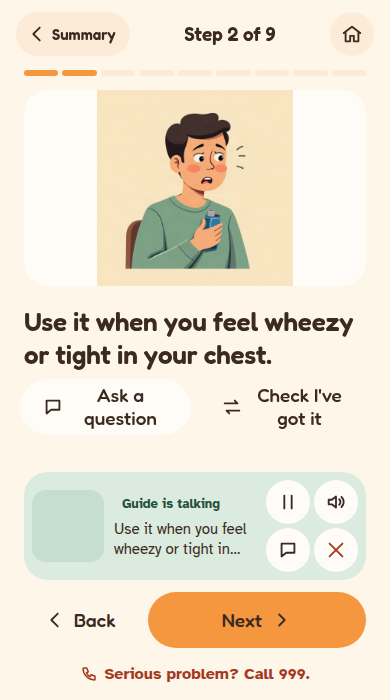 Summary
Step 2 of 9
Use it when you feel wheezy
or tight in your chest.
Ask a
question
Check I've
got it
Guide is talking
Use it when you feel
wheezy or tight in...
Back
Next
Serious problem? Call 999.